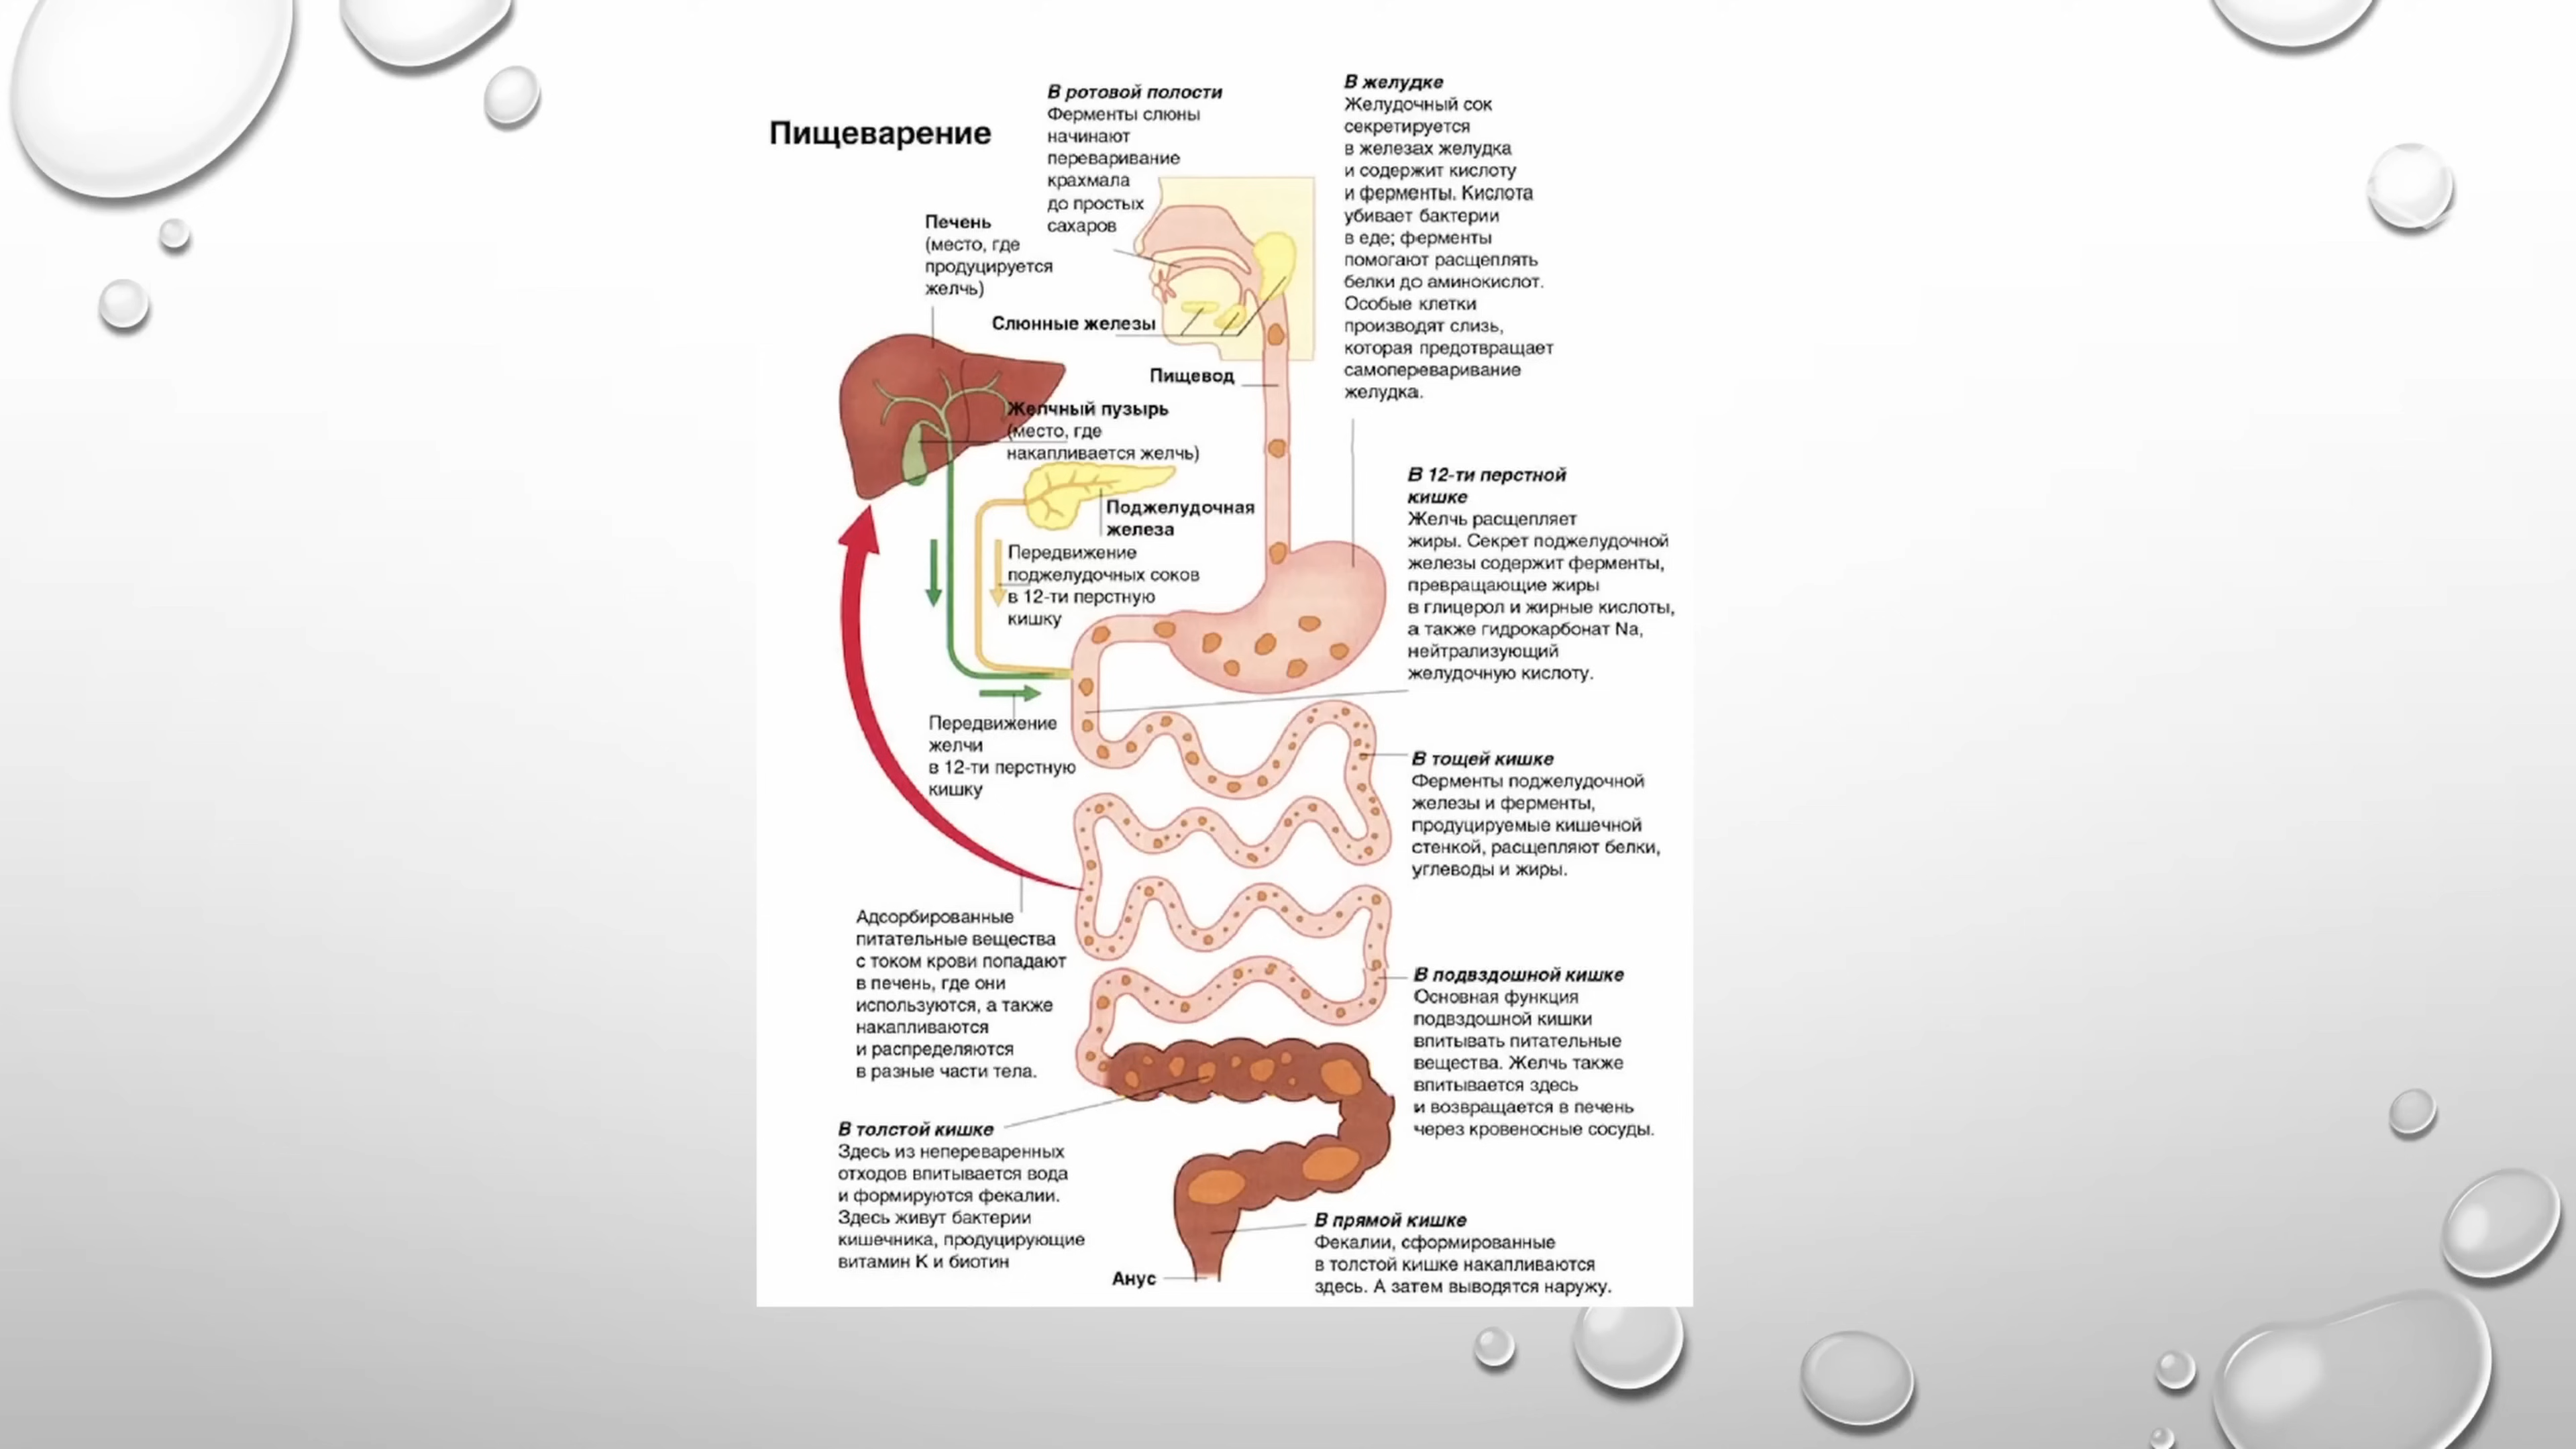 Пищеварение
В ротовой полости
Ферменты слюны
начинают
переваривание
крахмала
до простых
сахаров
В желудке
Желудочный сок
секретируется
в железах желудка
и содержит кислоту
и ферменты. Кислота
убивает бактерии
в еде; ферменты
помогают расщеплять
белки до аминокислот.
Особые клетки
производят слизь,
которая предотвращает
самопереваривание
желудка.
Печень
(место, где
продуцируется
желчь)
Слюнные железы
Пищевод
Желчный пузырь
(место, где
накапливается желчь)
Поджелудочная
железа
Передвижение
поджелудочных соков
в 12-ти перстную
кишку
В 12-ти перстной
кишке
Желчь расщепляет
жиры. Секрет поджелудочной
железы содержит ферменты,
превращающие жиры
в глицерол и жирные кислоты,
а также гидрокарбонат Na,
нейтрализующий
желудочную кислоту.
Передвижение
желчи
в 12-ти перстную
кишку
В тощей кишке
Ферменты поджелудочной
железы и ферменты,
продуцируемые кишечной
стенкой, расщепляют белки,
углеводы и жиры.
Адсорбированные
питательные вещества
с током крови попадают
в печень, где они
используются, а также
накапливаются
и распределяются
в разные части тела.
В подвздошной кишке
Основная функция
подвздошной кишки
впитывать питательные
вещества. Желчь также
впитывается здесь
и возвращается в печень
через кровеносные сосуды.
В толстой кишке
Здесь из непереваренных
отходов впитывается вода
и формируются фекалии.
Здесь живут бактерии
кишечника, продуцирующие
витамин К и биотин
В прямой кишке
Фекалии, сформированные
в толстой кишке накапливаются
здесь. А затем выводятся наружу.
Анус